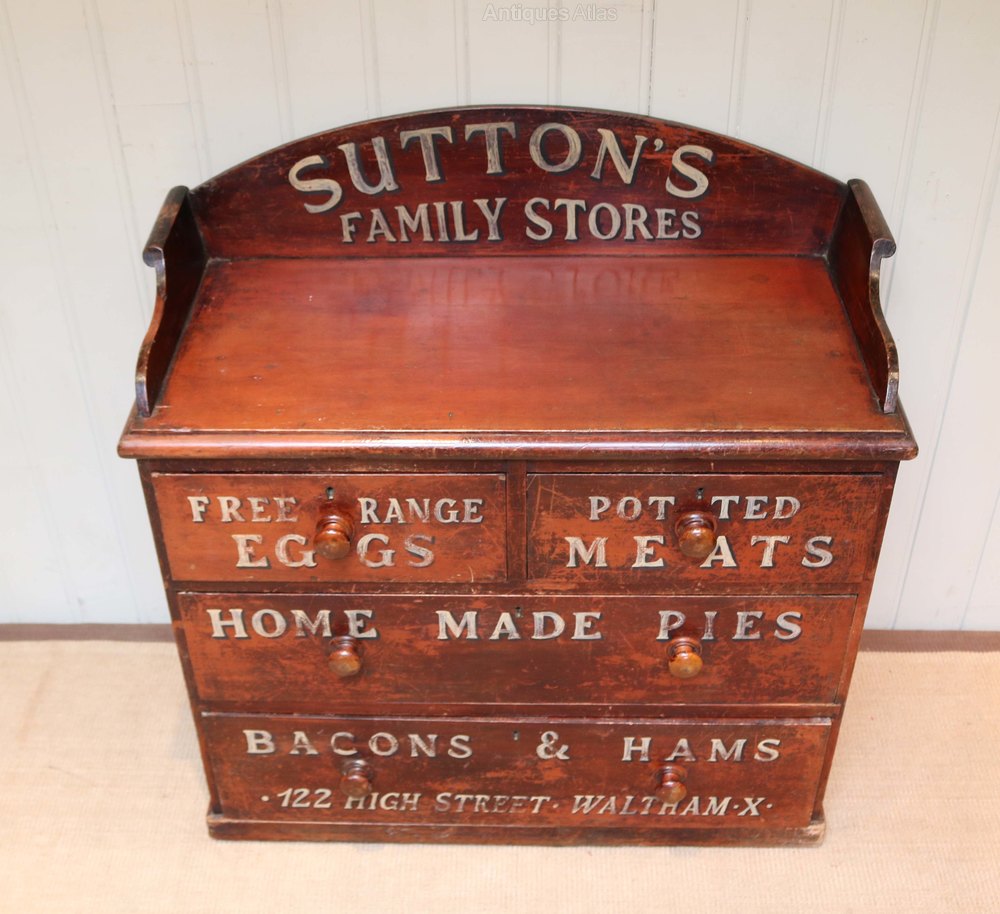 Antiques Atlas
SUTTON'S
FAMILY STORES
FREE RANGE
EGGS
POTTED
MEATS
HOME MADE PIES
BACONS & HAMS
·122 HIGH STREET· WALTHAM·X·